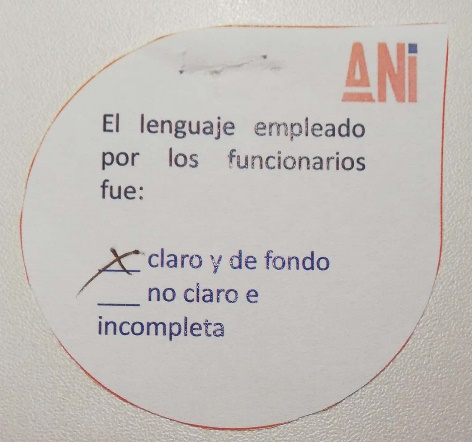 ANi
El lenguaje empleado
por los funcionarios
fue:
X claro y de fondo
___ no claro e
incompleta